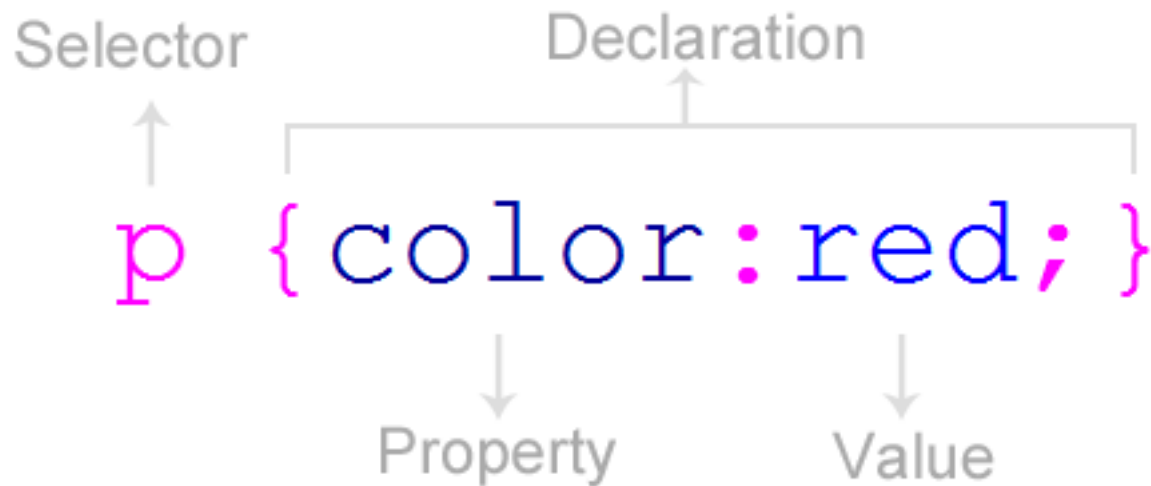 Selector
Declaration
p {color:red;}
Property
Value